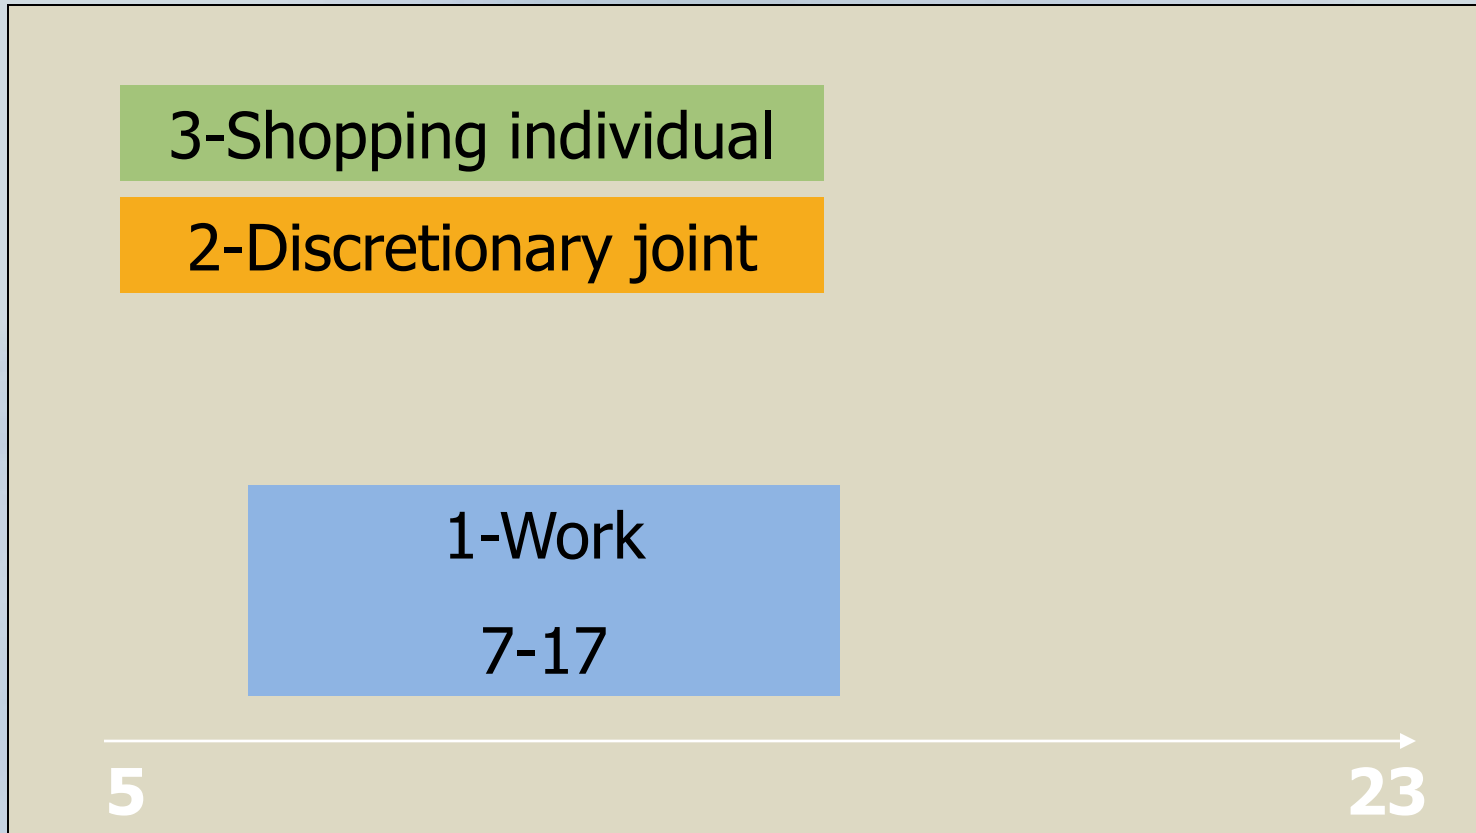 3-Shopping individual
2-Discretionary joint
1-Work
7-17
5 23